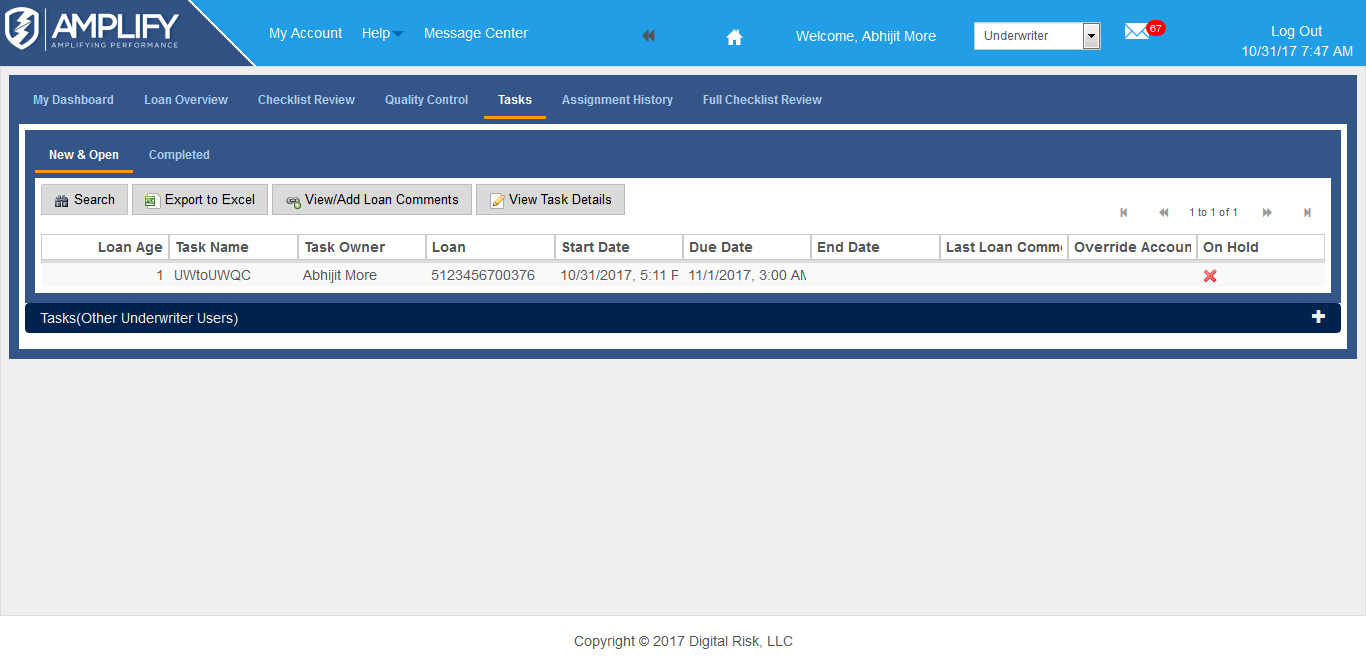 AMPLIFY
AMPLIFYING PERFORMANCE
My Account Help Message Center Welcome, Abhijit More Underwriter 67 Log Out
10/31/17 7:47 AM
My Dashboard Loan Overview Checklist Review Quality Control Tasks Assignment History Full Checklist Review
New & Open Completed
Search Export to Excel View/Add Loan Comments View Task Details
1 to 1 of 1
Loan Age Task Name Task Owner Loan Start Date Due Date End Date Last Loan Comm Override Accoun On Hold
1 UWtoUWQC Abhijit More 5123456700376 10/31/2017, 5:11 P 11/1/2017, 3:00 AM
Tasks(Other Underwriter Users)
Copyright © 2017 Digital Risk, LLC